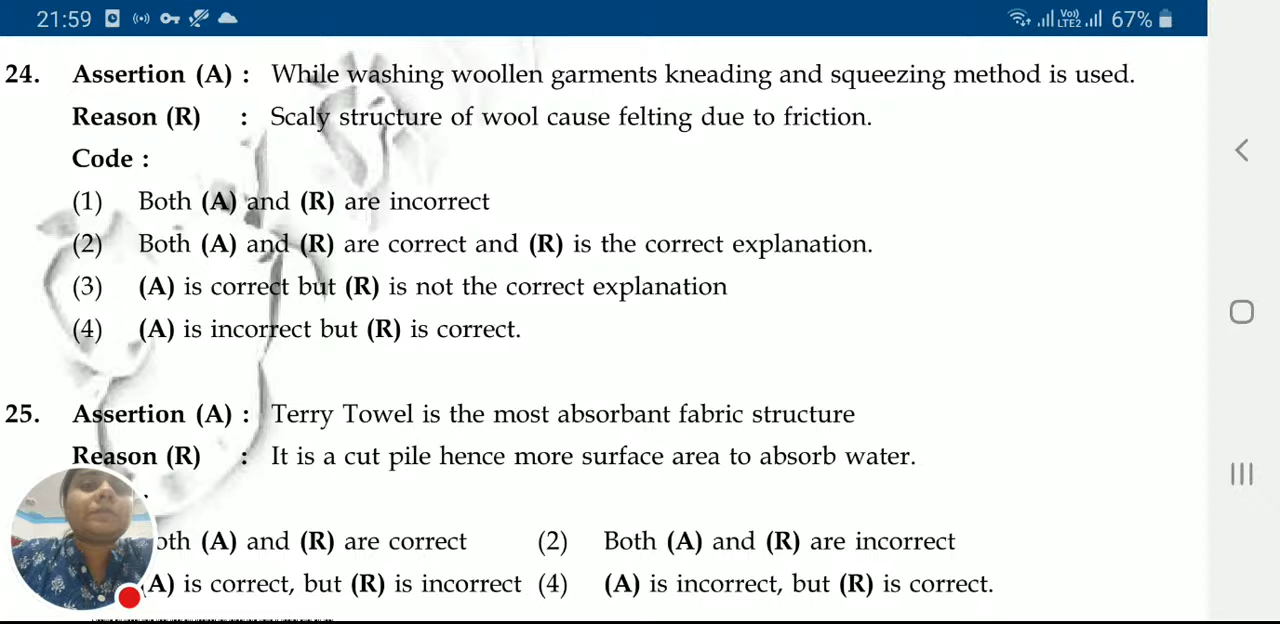 21:59 Vo)) LTE2 67%
24. Assertion (A) : While washing woollen garments kneading and squeezing method is used.
Reason (R) : Scaly structure of wool cause felting due to friction.
Code :
(1) Both (A) and (R) are incorrect
(2) Both (A) and (R) are correct and (R) is the correct explanation.
(3) (A) is correct but (R) is not the correct explanation
(4) (A) is incorrect but (R) is correct.
25. Assertion (A) : Terry Towel is the most absorbant fabric structure
Reason (R) : It is a cut pile hence more surface area to absorb water.
oth (A) and (R) are correct (2) Both (A) and (R) are incorrect
A) is correct, but (R) is incorrect (4) (A) is incorrect, but (R) is correct.